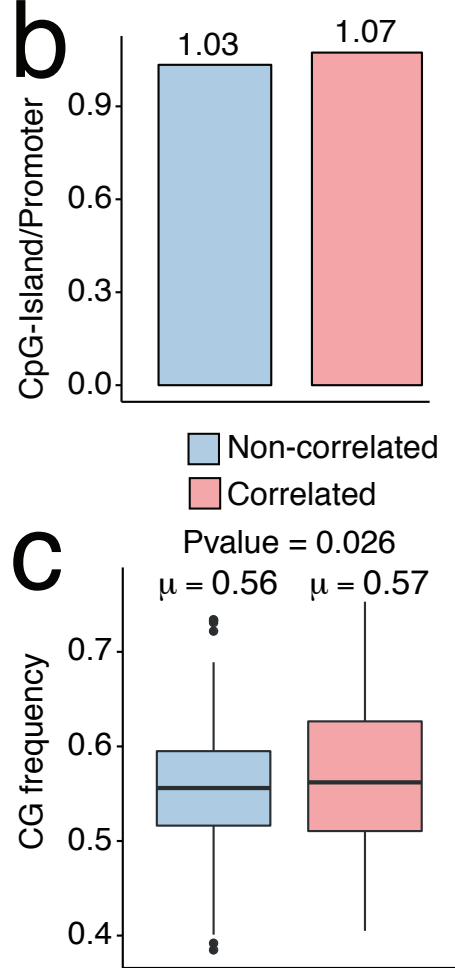 b
1.03
1.07
CpG-Island/Promoter
0.9
0.6
0.3
0.0
Non-correlated
Correlated
c
Pvalue = 0.026
μ = 0.56
μ = 0.57
CG frequency
0.7
0.6
0.5
0.4